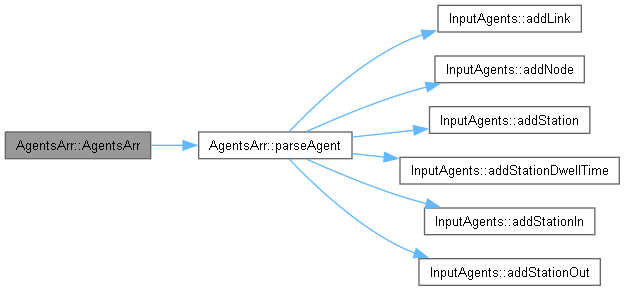 InputAgents::addLink
InputAgents::addNode
InputAgents::addStation
AgentsArr::AgentsArr
AgentsArr::parseAgent
InputAgents::addStationDwellTime
InputAgents::addStationIn
InputAgents::addStationOut